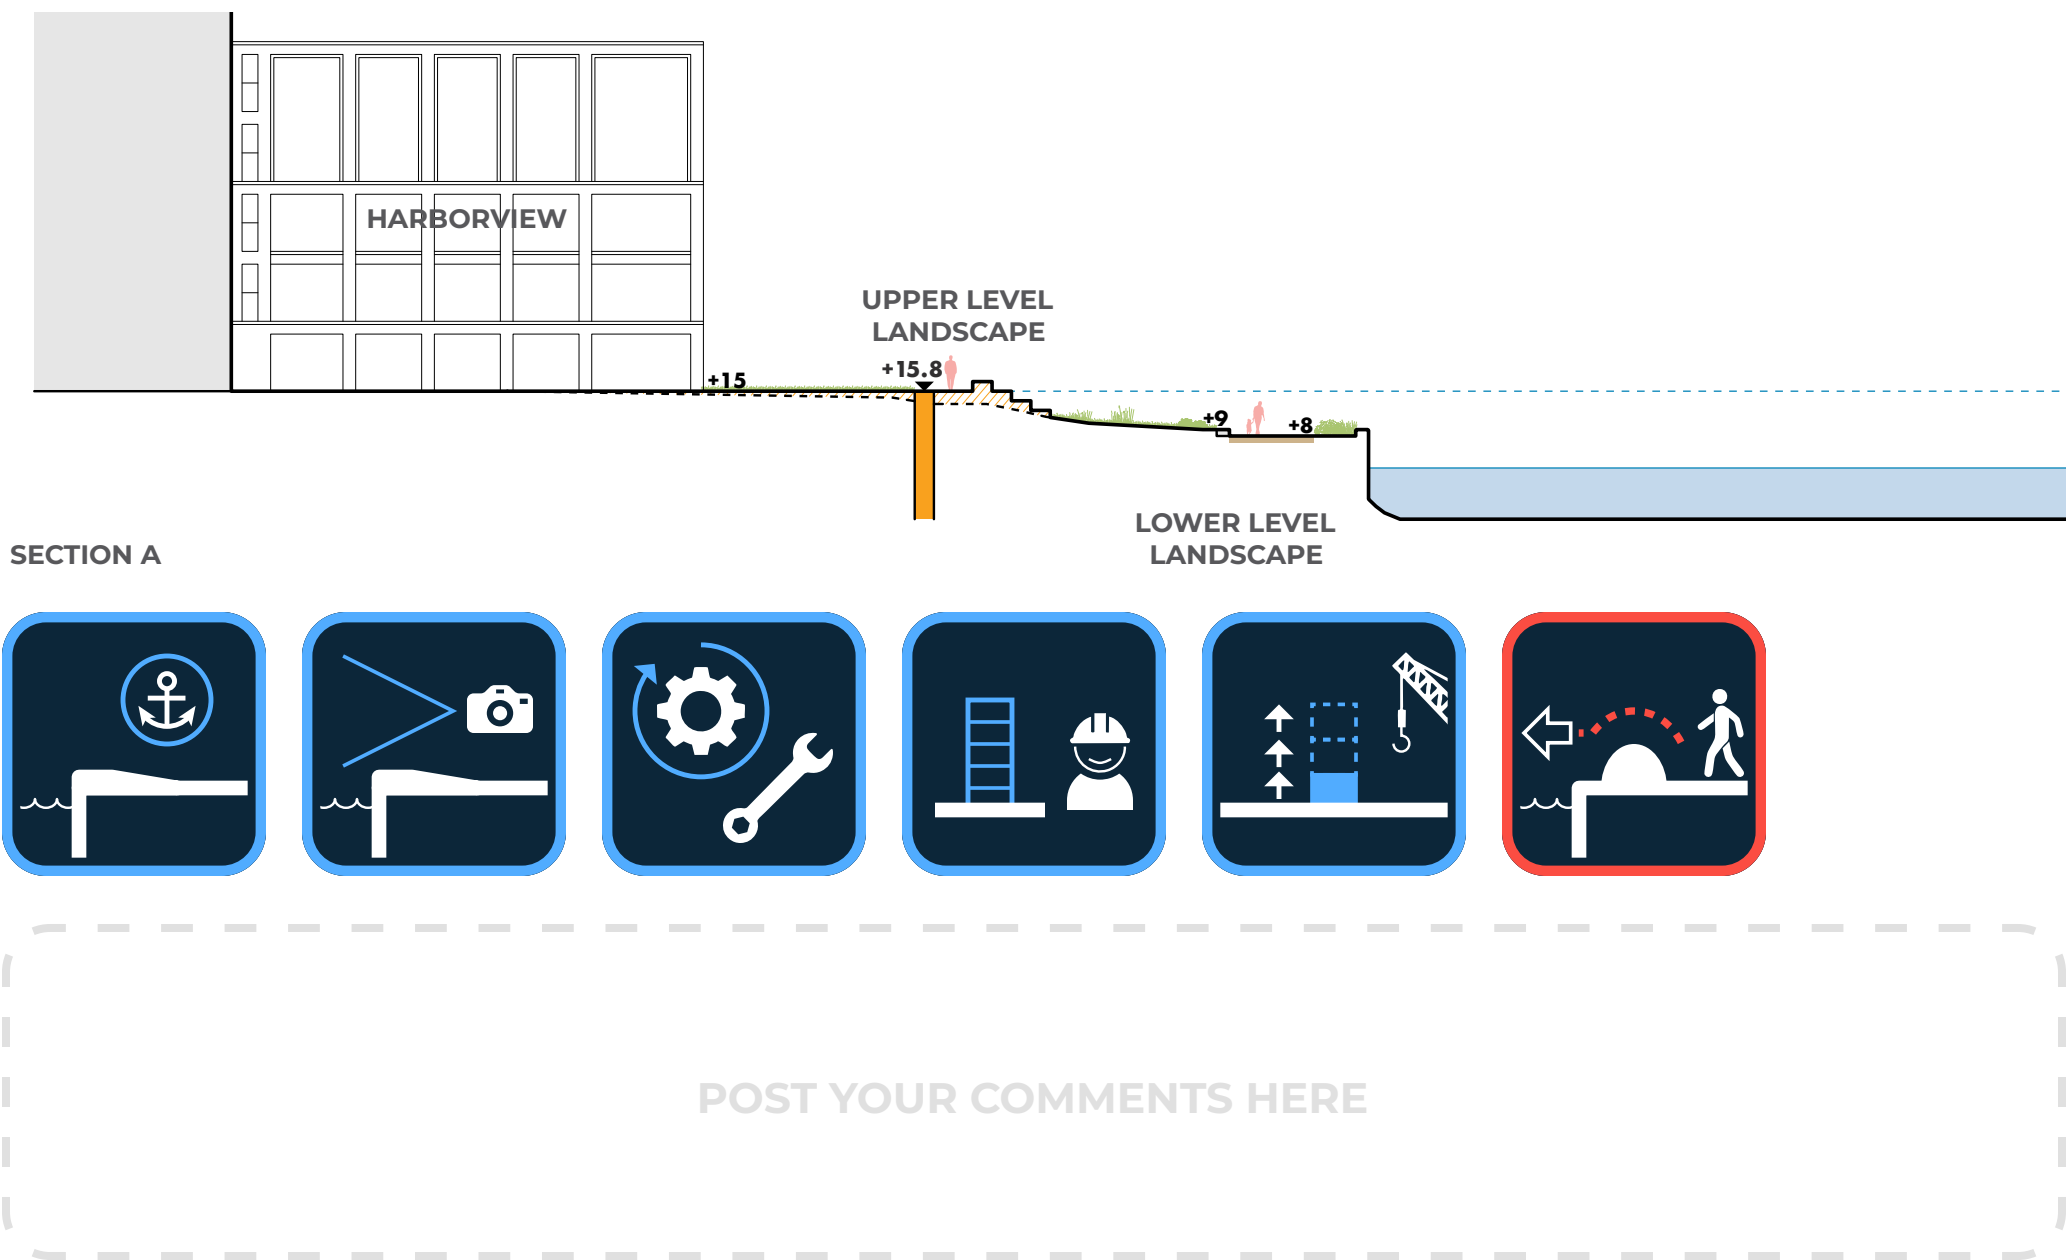 HARBORVIEW
UPPER LEVEL
LANDSCAPE
+15.8
+15
+9
+8
LOWER LEVEL
LANDSCAPE
SECTION A
POST YOUR COMMENTS HERE